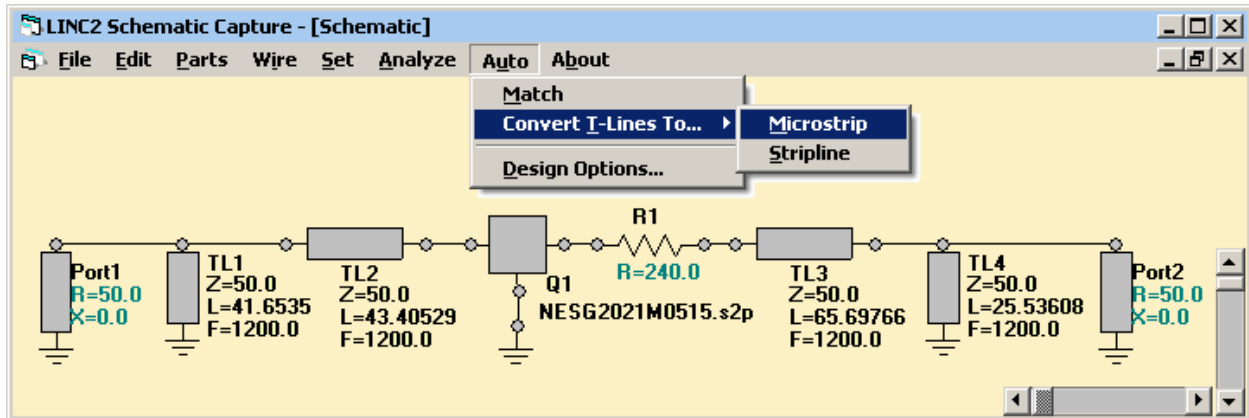 LINC2 Schematic Capture - [Schematic]
File Edit Parts Wire Set Analyze Auto About
Match
Convert T-Lines To...
Microstrip
Stripline
Design Options...
Port1
R=50.0
X=0.0
TL1
Z=50.0
L=41.6535
F=1200.0
TL2
Z=50.0
L=43.40529
F=1200.0
Q1
NESG2021M0515.s2p
R1
R=240.0
TL3
Z=50.0
L=65.69766
F=1200.0
TL4
Z=50.0
L=25.53608
F=1200.0
Port2
R=50.0
X=0.0